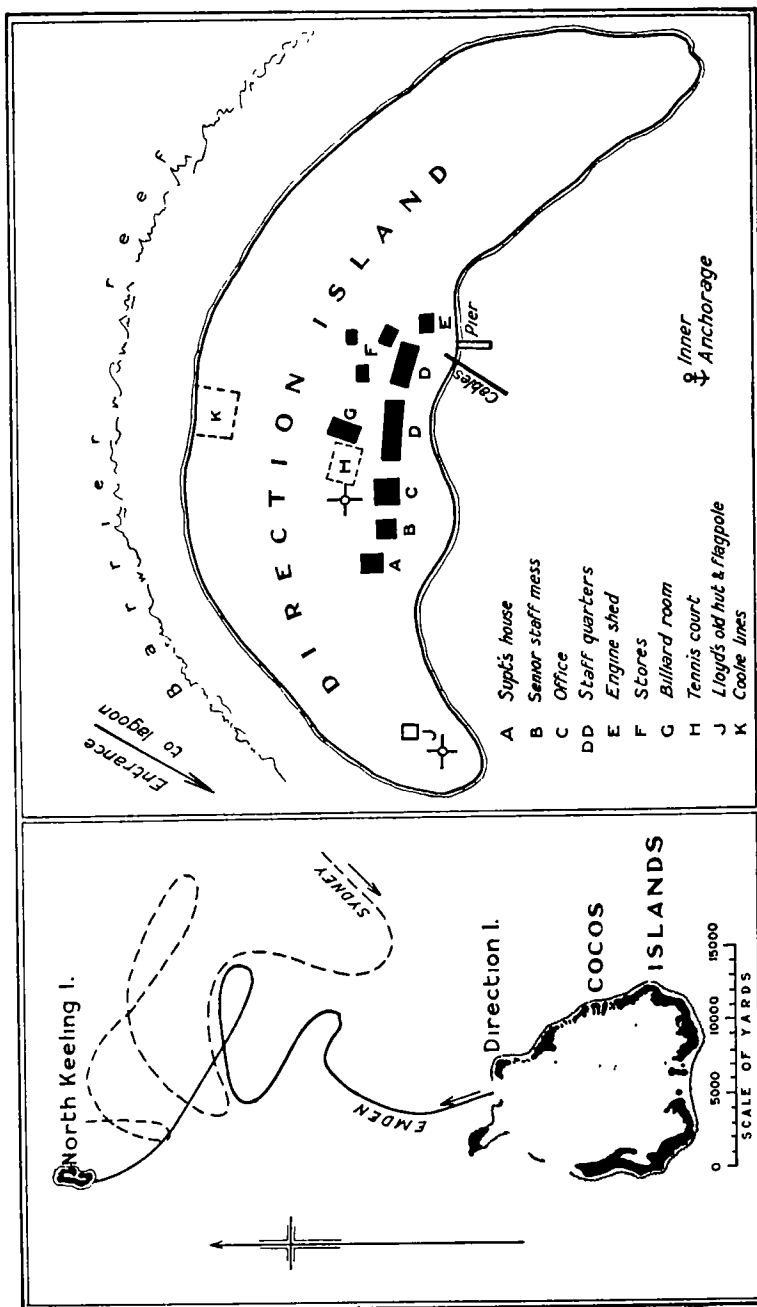 North Keeling I.
SYDNEY
EMDEN
Direction I.
COCOS
ISLANDS
0 5000 10000 15000
SCALE OF YARDS
Entrance
to lagoon
Barrier reef
DIRECTION ISLAND
K
G
H
F
A
B
C
D
D
E
J
Pier
Cables
Inner
Anchorage
A Supt's house
B Senior staff mess
C Office
DD Staff quarters
E Engine shed
F Stores
G Billiard room
H Tennis court
J Lloyd's old hut & flagpole
K Coolie lines